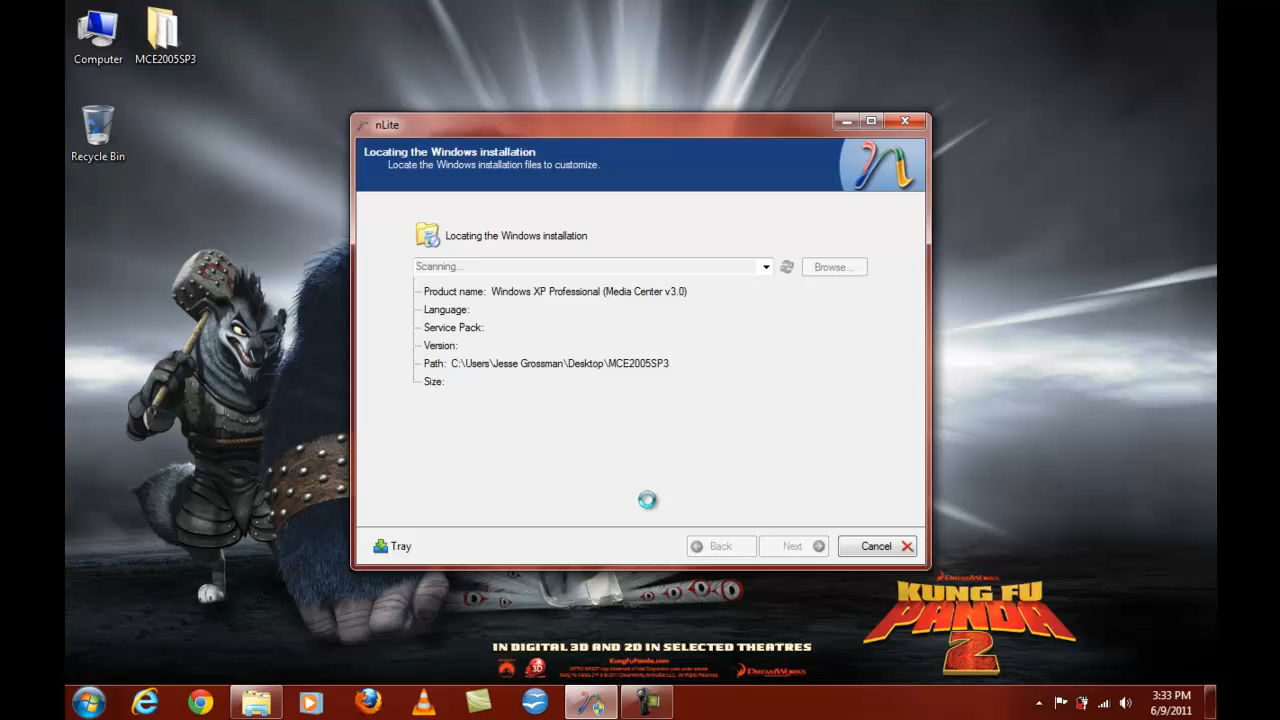 Computer
MCE2005SP3
Recycle Bin
nLite
Locating the Windows installation
Locate the Windows installation files to customize.
Locating the Windows installation
Scanning...
Browse...
Product name: Windows XP Professional (Media Center v3.0)
Language:
Service Pack:
Version:
Path: C:\Users\Jesse Grossman\Desktop\MCE2005SP3
Size:
Tray
Back
Next
Cancel
DREAMWORKS
KUNG FU
PANDA
2
IN DIGITAL 3D AND 2D IN SELECTED THEATRES
KungFuPanda.com
3D
DREAMWORKS
3:33 PM
6/9/2011